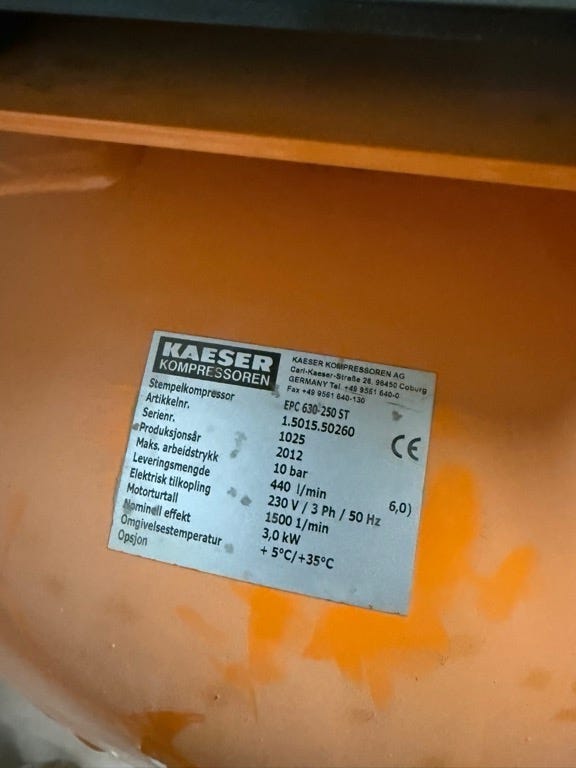 KAESER
KOMPRESSOREN
KAESER KOMPRESSOREN AG
Carl-Kaeser-Straße 26, 96450 Coburg
GERMANY Tel. +49 9561 640-0
Fax +49 9561 640-130
Stempelkompressor EPC 630-250 ST
Artikkelnr. 1.5015.50260
Serienr. 1025
Produksjonsår 2012
Maks. arbeidstrykk 10 bar
Leveringsmengde 440 l/min 6,0)
Elektrisk tilkopling 230 V / 3 Ph / 50 Hz
Motorturtall 1500 1/min
Nominell effekt 3,0 kW
Omgivelsestemperatur + 5°C/+35°C
Opsjon
CE